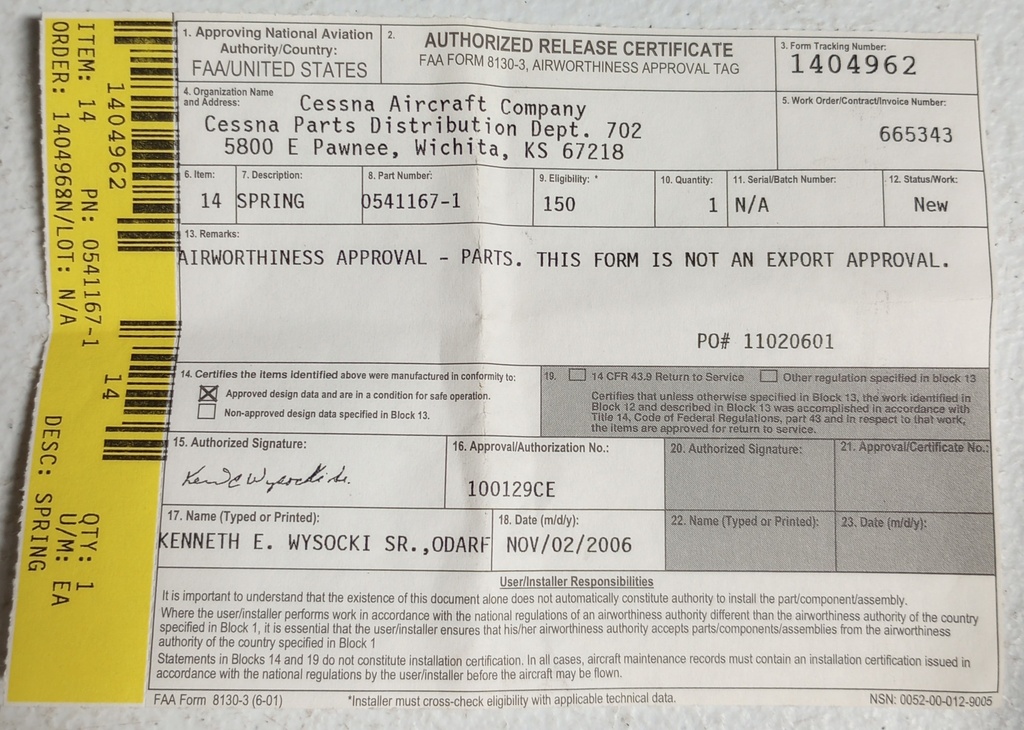 ITEM: 14 PN: 0541167-1 QTY: 1
ORDER: 1404968N/LOT: N/A U/M: EA
1404962 14 DESC: SPRING
1. Approving National Aviation Authority/Country:
FAA/UNITED STATES
2.
AUTHORIZED RELEASE CERTIFICATE
FAA FORM 8130-3, AIRWORTHINESS APPROVAL TAG
3. Form Tracking Number:
1404962
4. Organization Name and Address:
Cessna Aircraft Company
Cessna Parts Distribution Dept. 702
5800 E Pawnee, Wichita, KS 67218
5. Work Order/Contract/Invoice Number:
665343
6. Item:
14
7. Description:
SPRING
8. Part Number:
0541167-1
9. Eligibility: *
150
10. Quantity:
1
11. Serial/Batch Number:
N/A
12. Status/Work:
New
13. Remarks:
AIRWORTHINESS APPROVAL - PARTS. THIS FORM IS NOT AN EXPORT APPROVAL.
PO# 11020601
14. Certifies the items identified above were manufactured in conformity to:
Approved design data and are in a condition for safe operation.
Non-approved design data specified in Block 13.
19. 14 CFR 43.9 Return to Service Other regulation specified in block 13
Certifies that unless otherwise specified in Block 13, the work identified in
Block 12 and described in Block 13 was accomplished in accordance with
Title 14, Code of Federal Regulations, part 43 and in respect to that work,
the items are approved for return to service.
15. Authorized Signature:
Ken E Wysocki Sr.
16. Approval/Authorization No.:
100129CE
20. Authorized Signature:
21. Approval/Certificate No.:
17. Name (Typed or Printed):
KENNETH E. WYSOCKI SR.,ODARF
18. Date (m/d/y):
NOV/02/2006
22. Name (Typed or Printed):
23. Date (m/d/y):
User/Installer Responsibilities
It is important to understand that the existence of this document alone does not automatically constitute authority to install the part/component/assembly.
Where the user/installer performs work in accordance with the national regulations of an airworthiness authority different than the airworthiness authority of the country
specified in Block 1, it is essential that the user/installer ensures that his/her airworthiness authority accepts parts/components/assemblies from the airworthiness
authority of the country specified in Block 1
Statements in Blocks 14 and 19 do not constitute installation certification. In all cases, aircraft maintenance records must contain an installation certification issued in
accordance with the national regulations by the user/installer before the aircraft may be flown.
FAA Form 8130-3 (6-01) *Installer must cross-check eligibility with applicable technical data. NSN: 0052-00-012-9005